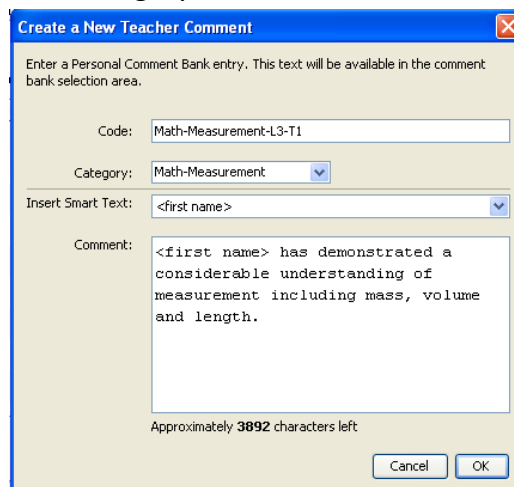 Create a New Teacher Comment
Enter a Personal Comment Bank entry. This text will be available in the comment
bank selection area.
Code: Math-Measurement-L3-T1
Category: Math-Measurement
Insert Smart Text: <first name>
Comment: <first name> has demonstrated a
considerable understanding of
measurement including mass, volume
and length.
Approximately 3892 characters left
Cancel OK